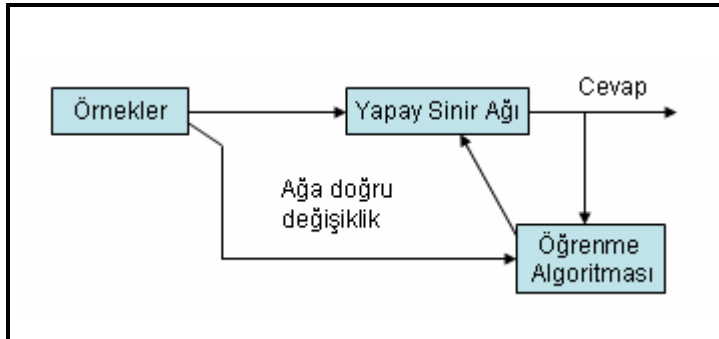 Cevap
Örnekler
Yapay Sinir Ağı
Ağa doğru
değişiklik
Öğrenme
Algoritması